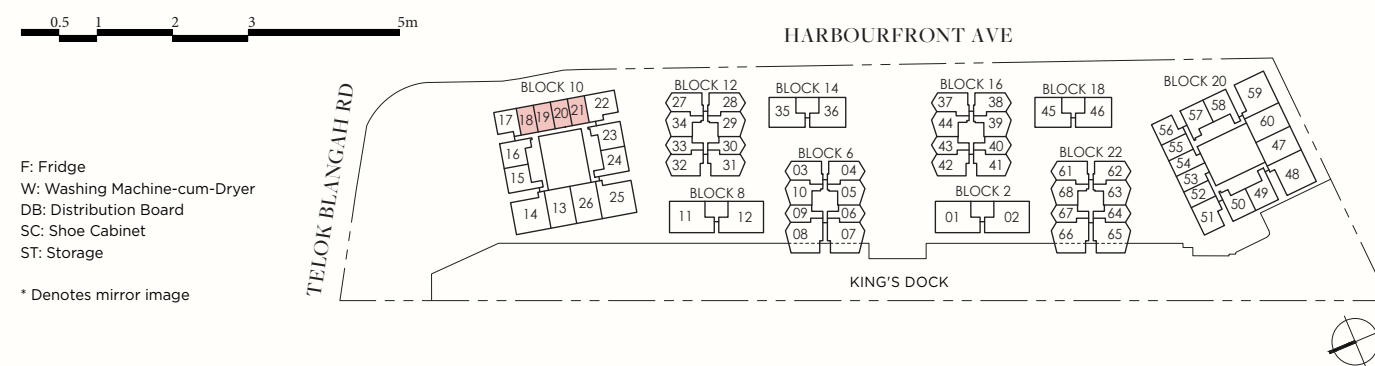 0.5 1 2 3 5m
HARBOURFRONT AVE
TELOK BLANGAH RD
F: Fridge
W: Washing Machine-cum-Dryer
DB: Distribution Board
SC: Shoe Cabinet
ST: Storage
* Denotes mirror image
BLOCK 10
17 18 19 20 21 22
16 23
15 24
14 13 26 25
BLOCK 12
27 28
34 29
33 30
32 31
BLOCK 14
35 36
BLOCK 8
11 12
BLOCK 6
03 04
10 05
09 06
08 07
BLOCK 16
37 38
44 39
43 40
42 41
BLOCK 18
45 46
BLOCK 2
01 02
BLOCK 22
61 62
68 63
67 64
66 65
BLOCK 20
59
58
57
56 60
55
54 47
53
52 48
51 50 49
KING'S DOCK